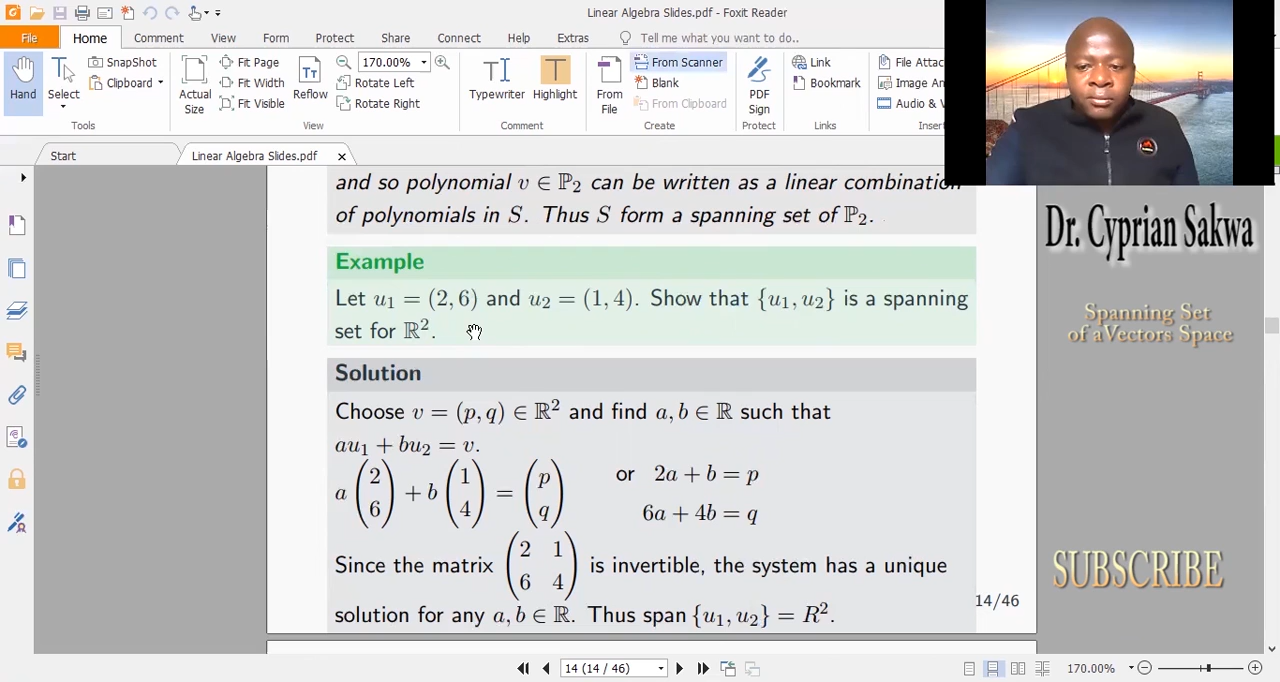 Linear Algebra Slides.pdf - Foxit Reader
File Home Comment View Form Protect Share Connect Help Extras Tell me what you want to do..
Hand
Select
SnapShot
Clipboard
Tools
Actual Size
Fit Page
Fit Width
Fit Visible
Reflow
170.00%
Rotate Left
Rotate Right
View
Typewriter
Highlight
Comment
From File
From Scanner
Blank
From Clipboard
Create
PDF Sign
Protect
Link
Bookmark
Links
File Attac
Image An
Audio & V
Insert
Start
Linear Algebra Slides.pdf
and so polynomial v ∈ ℙ₂ can be written as a linear combination
of polynomials in S. Thus S form a spanning set of ℙ₂.
Example
Let u₁ = (2, 6) and u₂ = (1, 4). Show that {u₁, u₂} is a spanning
set for ℝ².
Solution
Choose v = (p, q) ∈ ℝ² and find a, b ∈ ℝ such that
au₁ + bu₂ = v.
a (2 6) + b (1 4) = (p q) or 2a + b = p
6a + 4b = q
Since the matrix (2 1 6 4) is invertible, the system has a unique
solution for any a, b ∈ ℝ. Thus span {u₁, u₂} = R².
14/46
Dr. Cyprian Sakwa
Spanning Set
of aVectors Space
SUBSCRIBE
14 (14 / 46)
170.00%